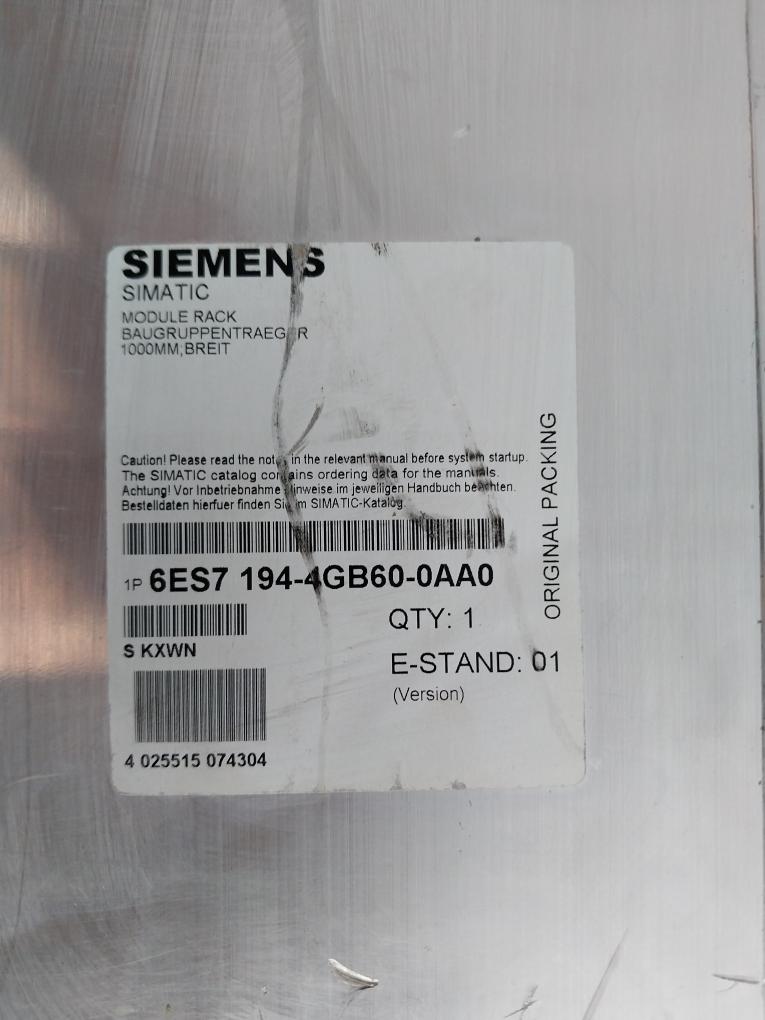 SIEMENS
SIMATIC
MODULE RACK
BAUGRUPPENTRAEGER
1000MM;BREIT
Caution! Please read the notes in the relevant manual before system startup.
The SIMATIC catalog contains ordering data for the manuals.
Achtung! Vor Inbetriebnahme Hinweise im jeweiligen Handbuch beachten.
Bestelldaten hierfuer finden Sie im SIMATIC-Katalog.
1P 6ES7 194-4GB60-0AA0
QTY: 1
S KXWN
E-STAND: 01
(Version)
4 025515 074304
ORIGINAL PACKING